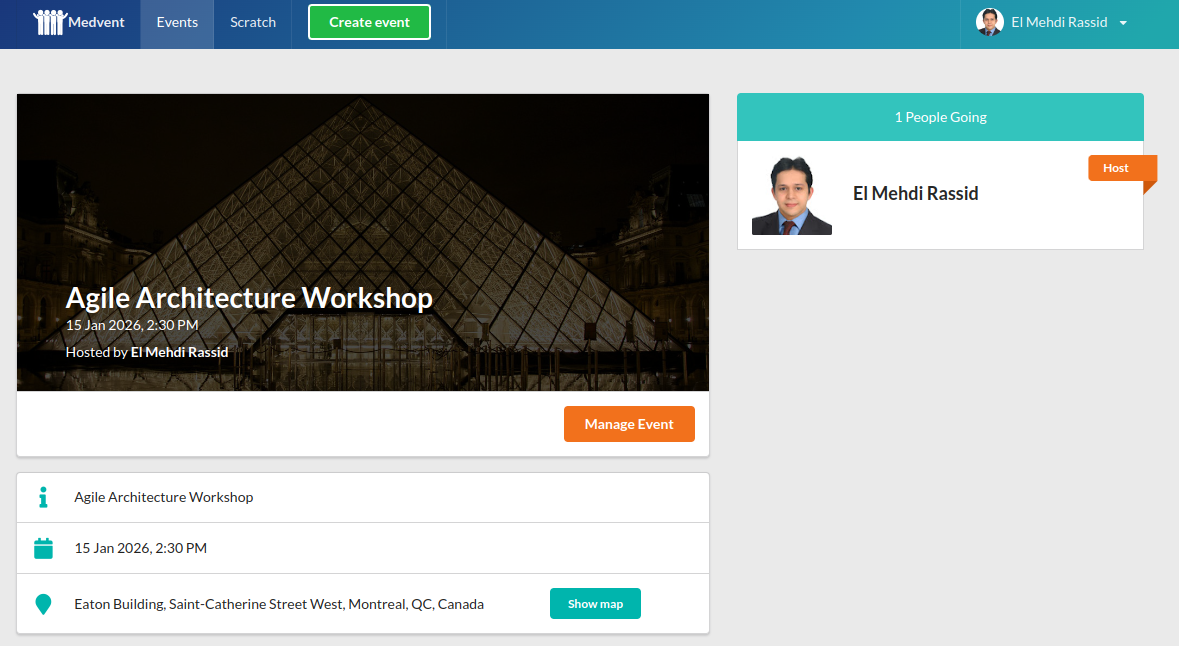 Medvent
Events
Scratch
Create event
El Mehdi Rassid
Agile Architecture Workshop
15 Jan 2026, 2:30 PM
Hosted by El Mehdi Rassid
Manage Event
Agile Architecture Workshop
15 Jan 2026, 2:30 PM
Eaton Building, Saint-Catherine Street West, Montreal, QC, Canada
Show map
1 People Going
Host
El Mehdi Rassid